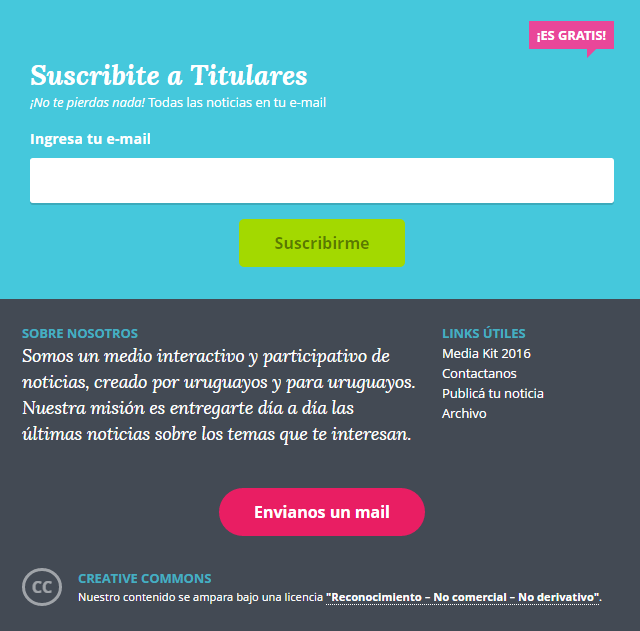 ¡ES GRATIS!
Suscribite a Titulares
¡No te pierdas nada! Todas las noticias en tu e-mail
Ingresa tu e-mail
Suscribirme
SOBRE NOSOTROS
Somos un medio interactivo y participativo de
noticias, creado por uruguayos y para uruguayos.
Nuestra misión es entregarte día a día las
últimas noticias sobre los temas que te interesan.
LINKS ÚTILES
Media Kit 2016
Contactanos
Publicá tu noticia
Archivo
Envianos un mail
CC
CREATIVE COMMONS
Nuestro contenido se ampara bajo una licencia "Reconocimiento – No comercial – No derivativo".